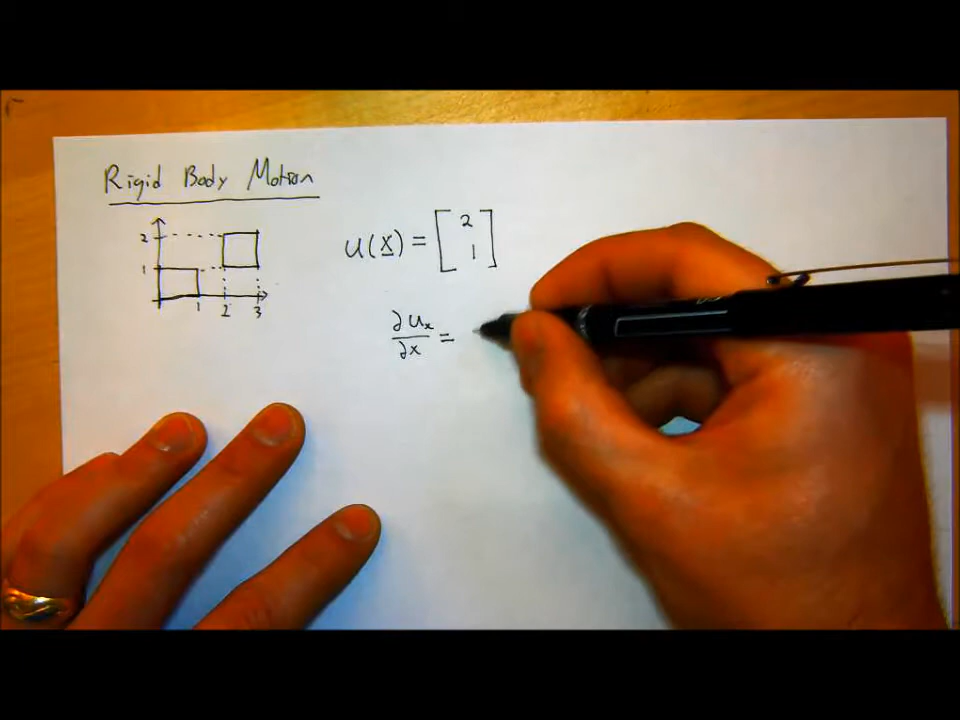 Rigid Body Motion
2
1
1 2 3
u(x) = [2
1]
∂uₓ
∂x =